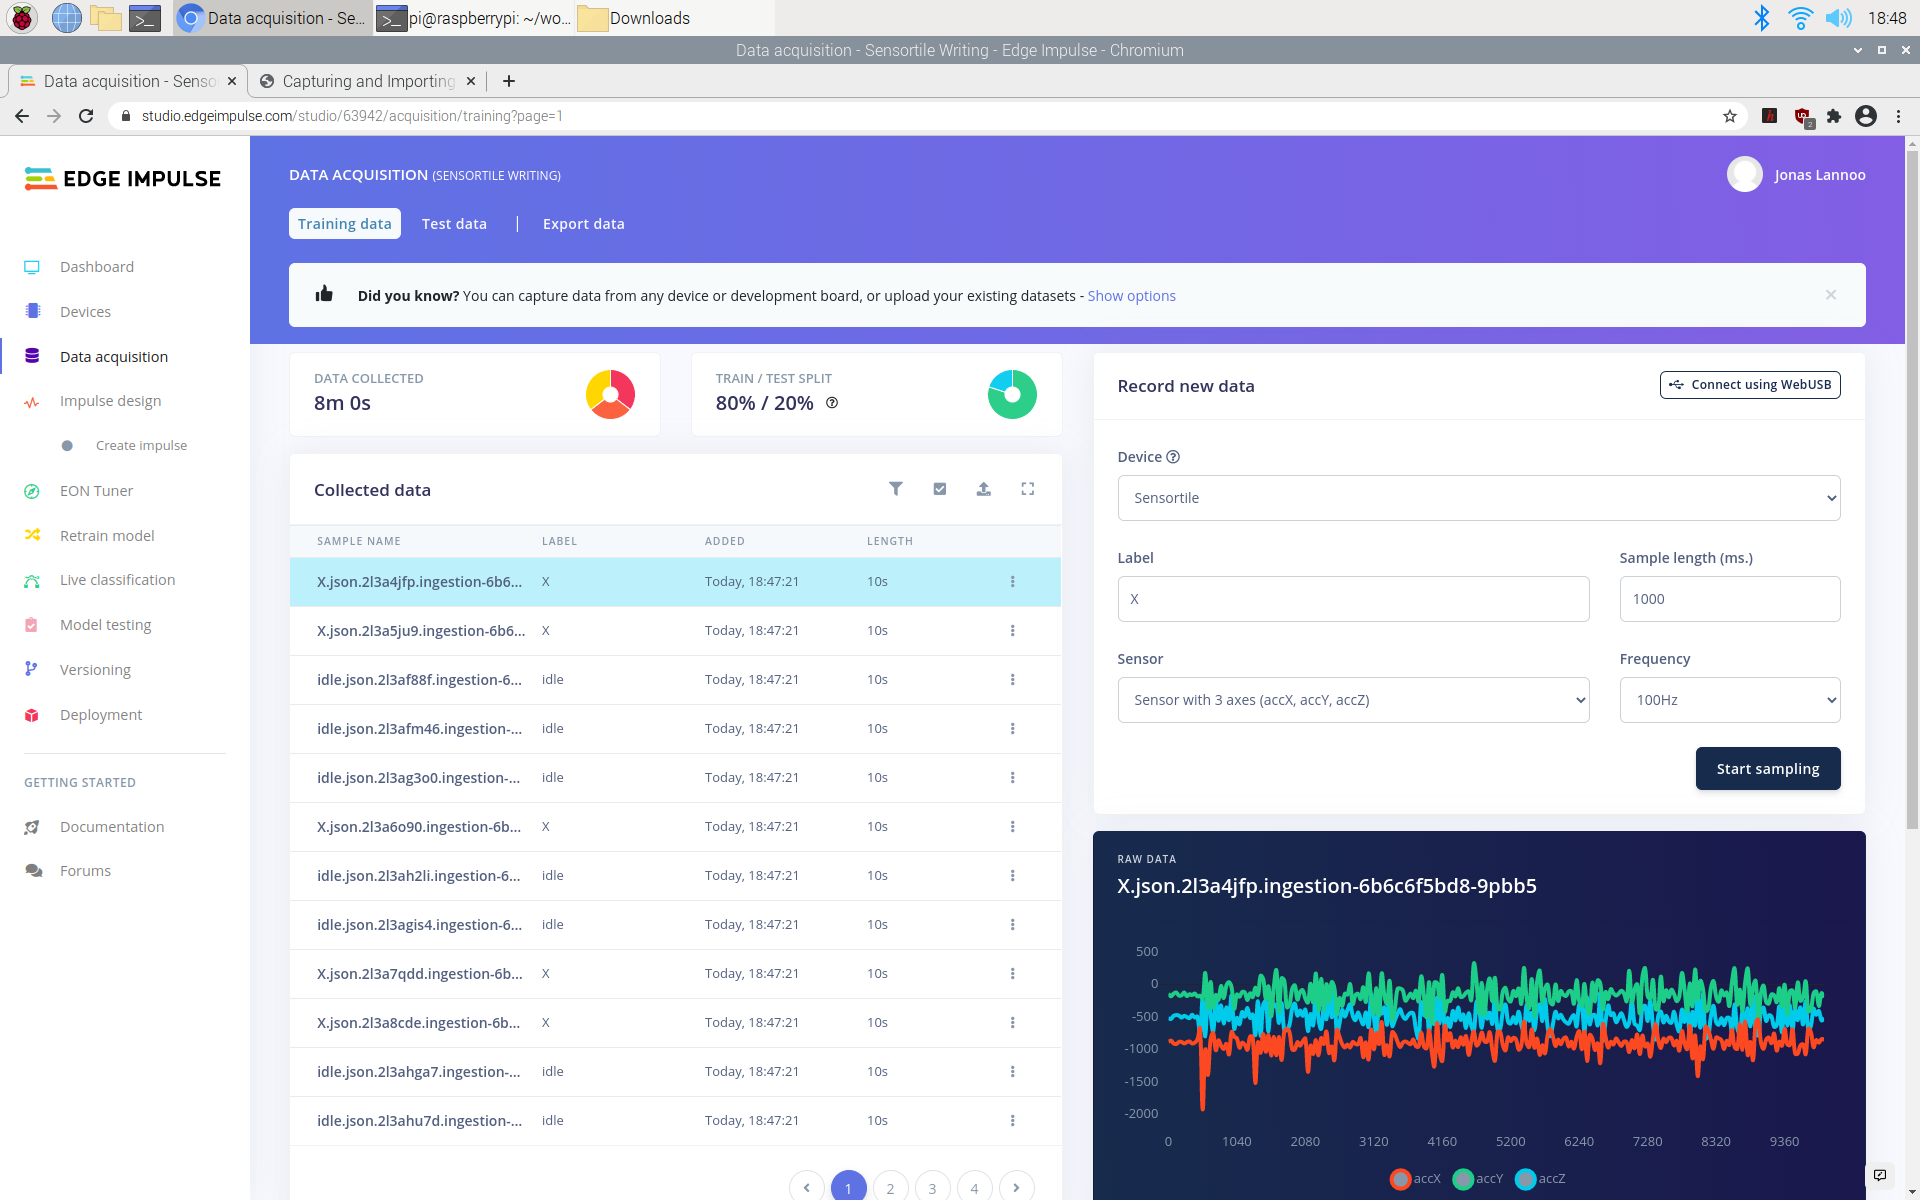 Data acquisition - Se...
pi@raspberrypi: ~/wo...
Downloads
18:48
Data acquisition - Sensortile Writing - Edge Impulse - Chromium
Data acquisition - Senso
Capturing and Importing
studio.edgeimpulse.com/studio/63942/acquisition/training?page=1
2
EDGE IMPULSE
Dashboard
Devices
Data acquisition
Impulse design
Create impulse
EON Tuner
Retrain model
Live classification
Model testing
Versioning
Deployment
GETTING STARTED
Documentation
Forums
DATA ACQUISITION (SENSORTILE WRITING)
Jonas Lannoo
Training data
Test data
Export data
Did you know? You can capture data from any device or development board, or upload your existing datasets - Show options
DATA COLLECTED
8m 0s
TRAIN / TEST SPLIT
80% / 20%
Collected data
SAMPLE NAME LABEL ADDED LENGTH
X.json.2l3a4jfp.ingestion-6b6... X Today, 18:47:21 10s
X.json.2l3a5ju9.ingestion-6b6... X Today, 18:47:21 10s
idle.json.2l3af88f.ingestion-6... idle Today, 18:47:21 10s
idle.json.2l3afm46.ingestion-... idle Today, 18:47:21 10s
idle.json.2l3ag3o0.ingestion-... idle Today, 18:47:21 10s
X.json.2l3a6o90.ingestion-6b... X Today, 18:47:21 10s
idle.json.2l3ah2li.ingestion-6... idle Today, 18:47:21 10s
idle.json.2l3agis4.ingestion-6... idle Today, 18:47:21 10s
X.json.2l3a7qdd.ingestion-6b... X Today, 18:47:21 10s
X.json.2l3a8cde.ingestion-6b... X Today, 18:47:21 10s
idle.json.2l3ahga7.ingestion-... idle Today, 18:47:21 10s
idle.json.2l3ahu7d.ingestion-... idle Today, 18:47:21 10s
1 2 3 4
Record new data
Connect using WebUSB
Device
Sensortile
Label
Sample length (ms.)
X
1000
Sensor
Frequency
Sensor with 3 axes (accX, accY, accZ)
100Hz
Start sampling
RAW DATA
X.json.2l3a4jfp.ingestion-6b6c6f5bd8-9pbb5
500
0
-500
-1000
-1500
-2000
0 1040 2080 3120 4160 5200 6240 7280 8320 9360
accX accY accZ